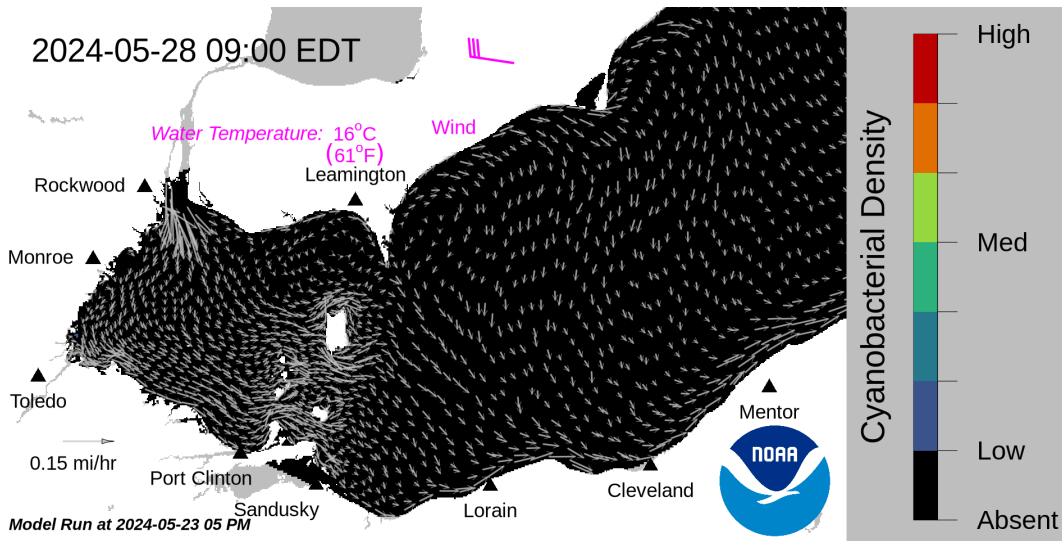 2024-05-28 09:00 EDT
Water Temperature: 16°C
(61°F)
Wind
Leamington
Rockwood
Monroe
Toledo
0.15 mi/hr
Port Clinton
Sandusky
Lorain
Cleveland
Mentor
NOAA
Model Run at 2024-05-23 05 PM
Cyanobacterial Density
High
Med
Low
Absent